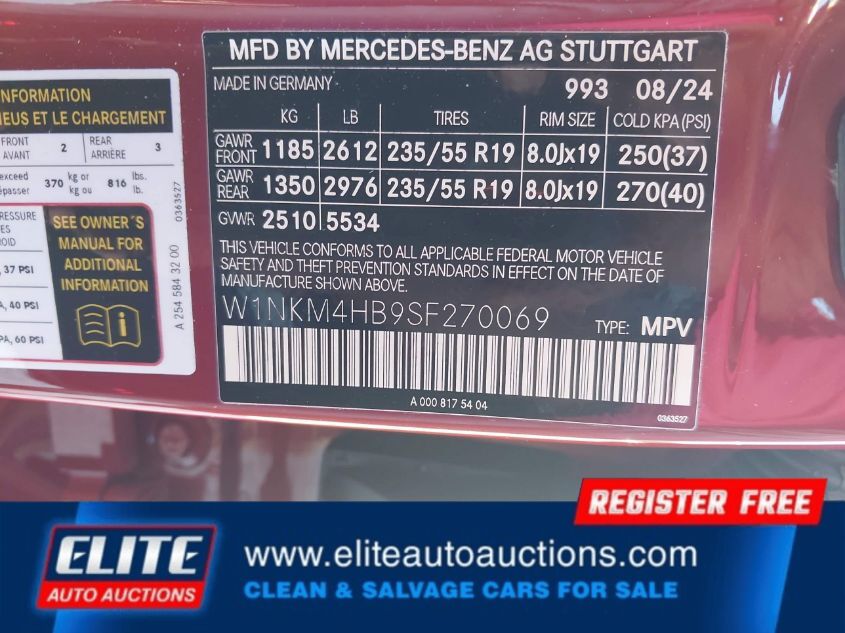 MFD BY MERCEDES-BENZ AG STUTTGART
MADE IN GERMANY 993 08/24
KG LB TIRES RIM SIZE COLD KPA(PSI)
GAWR FRONT 1185 2612 235/55 R19 8.0Jx19 250(37)
GAWR REAR 1350 2976 235/55 R19 8.0Jx19 270(40)
GVWR 2510 5534
THIS VEHICLE CONFORMS TO ALL APPLICABLE FEDERAL MOTOR VEHICLE
SAFETY AND THEFT PREVENTION STANDARDS IN EFFECT ON THE DATE OF
MANUFACTURE SHOWN ABOVE.
W1NKM4HB9SF270069 TYPE: MPV
A 000 817 54 04
0363527
NFORMATION
NEUS ET LE CHARGEMENT
FRONT 2 REAR 3
AVANT ARRIÈRE
exceed 370 kg or 816 lbs.
kg ou lb.
0363527
RESSURE
SEE OWNER´S
MANUAL FOR
ADDITIONAL
INFORMATION
, 37 PSI
A, 40 PSI
PA, 60 PSI
A 254 584 32 00
REGISTER FREE
ELITE
AUTO AUCTIONS
www.eliteautoauctions.com
CLEAN & SALVAGE CARS FOR SALE